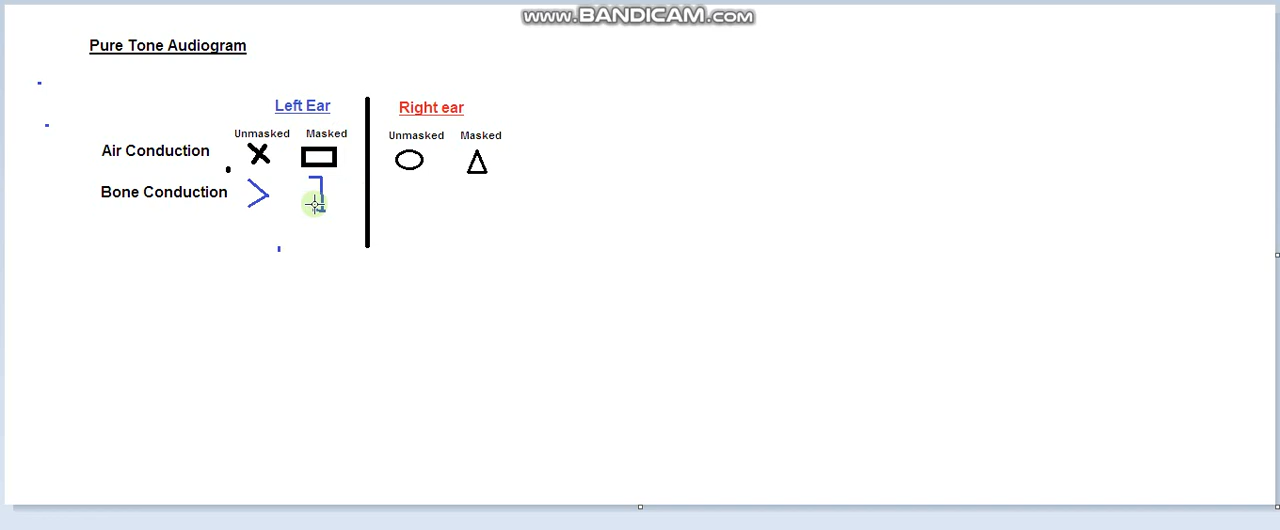 www.BANDICAM.com
Pure Tone Audiogram
Left Ear Right ear
Unmasked Masked Unmasked Masked
Air Conduction
Bone Conduction